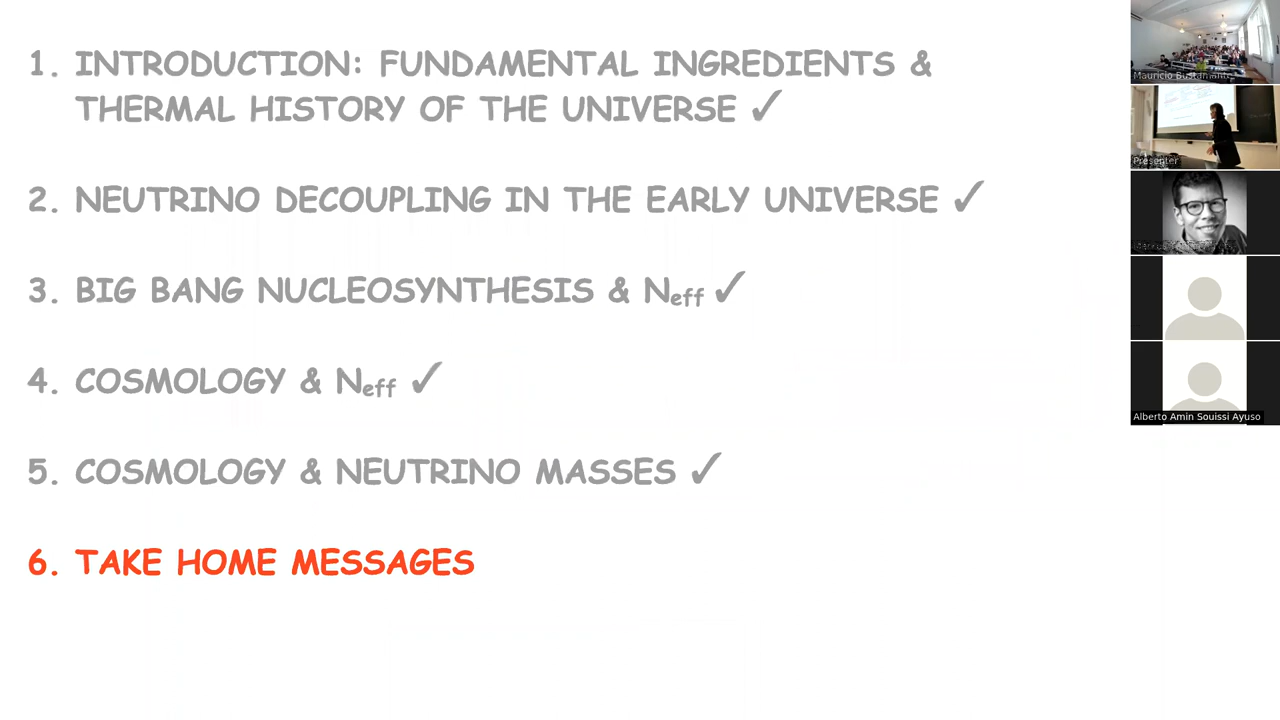 1. INTRODUCTION: FUNDAMENTAL INGREDIENTS &
THERMAL HISTORY OF THE UNIVERSE ✓
2. NEUTRINO DECOUPLING IN THE EARLY UNIVERSE ✓
3. BIG BANG NUCLEOSYNTHESIS & Neff ✓
4. COSMOLOGY & Neff ✓
5. COSMOLOGY & NEUTRINO MASSES ✓
6. TAKE HOME MESSAGES
Mauricio Bustamante
Presenter
Alberto Amin Souissi Ayuso